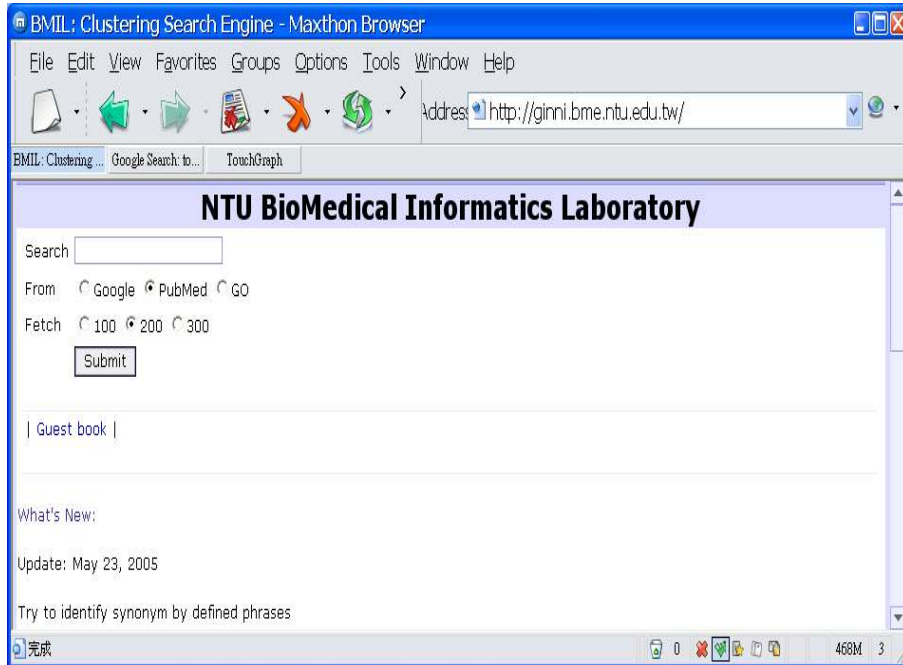 BMIL: Clustering Search Engine - Maxthon Browser
File Edit View Favorites Groups Options Tools Window Help
Address http://ginni.bme.ntu.edu.tw/
BMIL: Clustering ... Google Search: to... TouchGraph
NTU BioMedical Informatics Laboratory
Search
From Google PubMed GO
Fetch 100 200 300
Submit
| Guest book |
What's New:
Update: May 23, 2005
Try to identify synonym by defined phrases
完成 0 468M 3